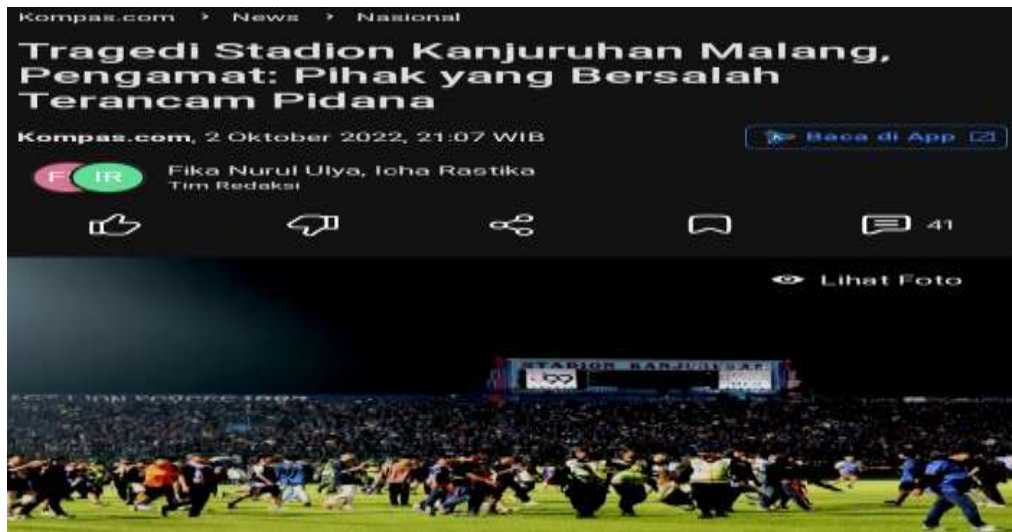 Kompas.com > News > Nasional
Tragedi Stadion Kanjuruhan Malang,
Pengamat: Pihak yang Bersalah
Terancam Pidana
Kompas.com, 2 Oktober 2022, 21:07 WIB
Baca di App
F IR
Fika Nurul Ulya, Icha Rastika
Tim Redaksi
41
Lihat Foto
STADION KANJURUHAN